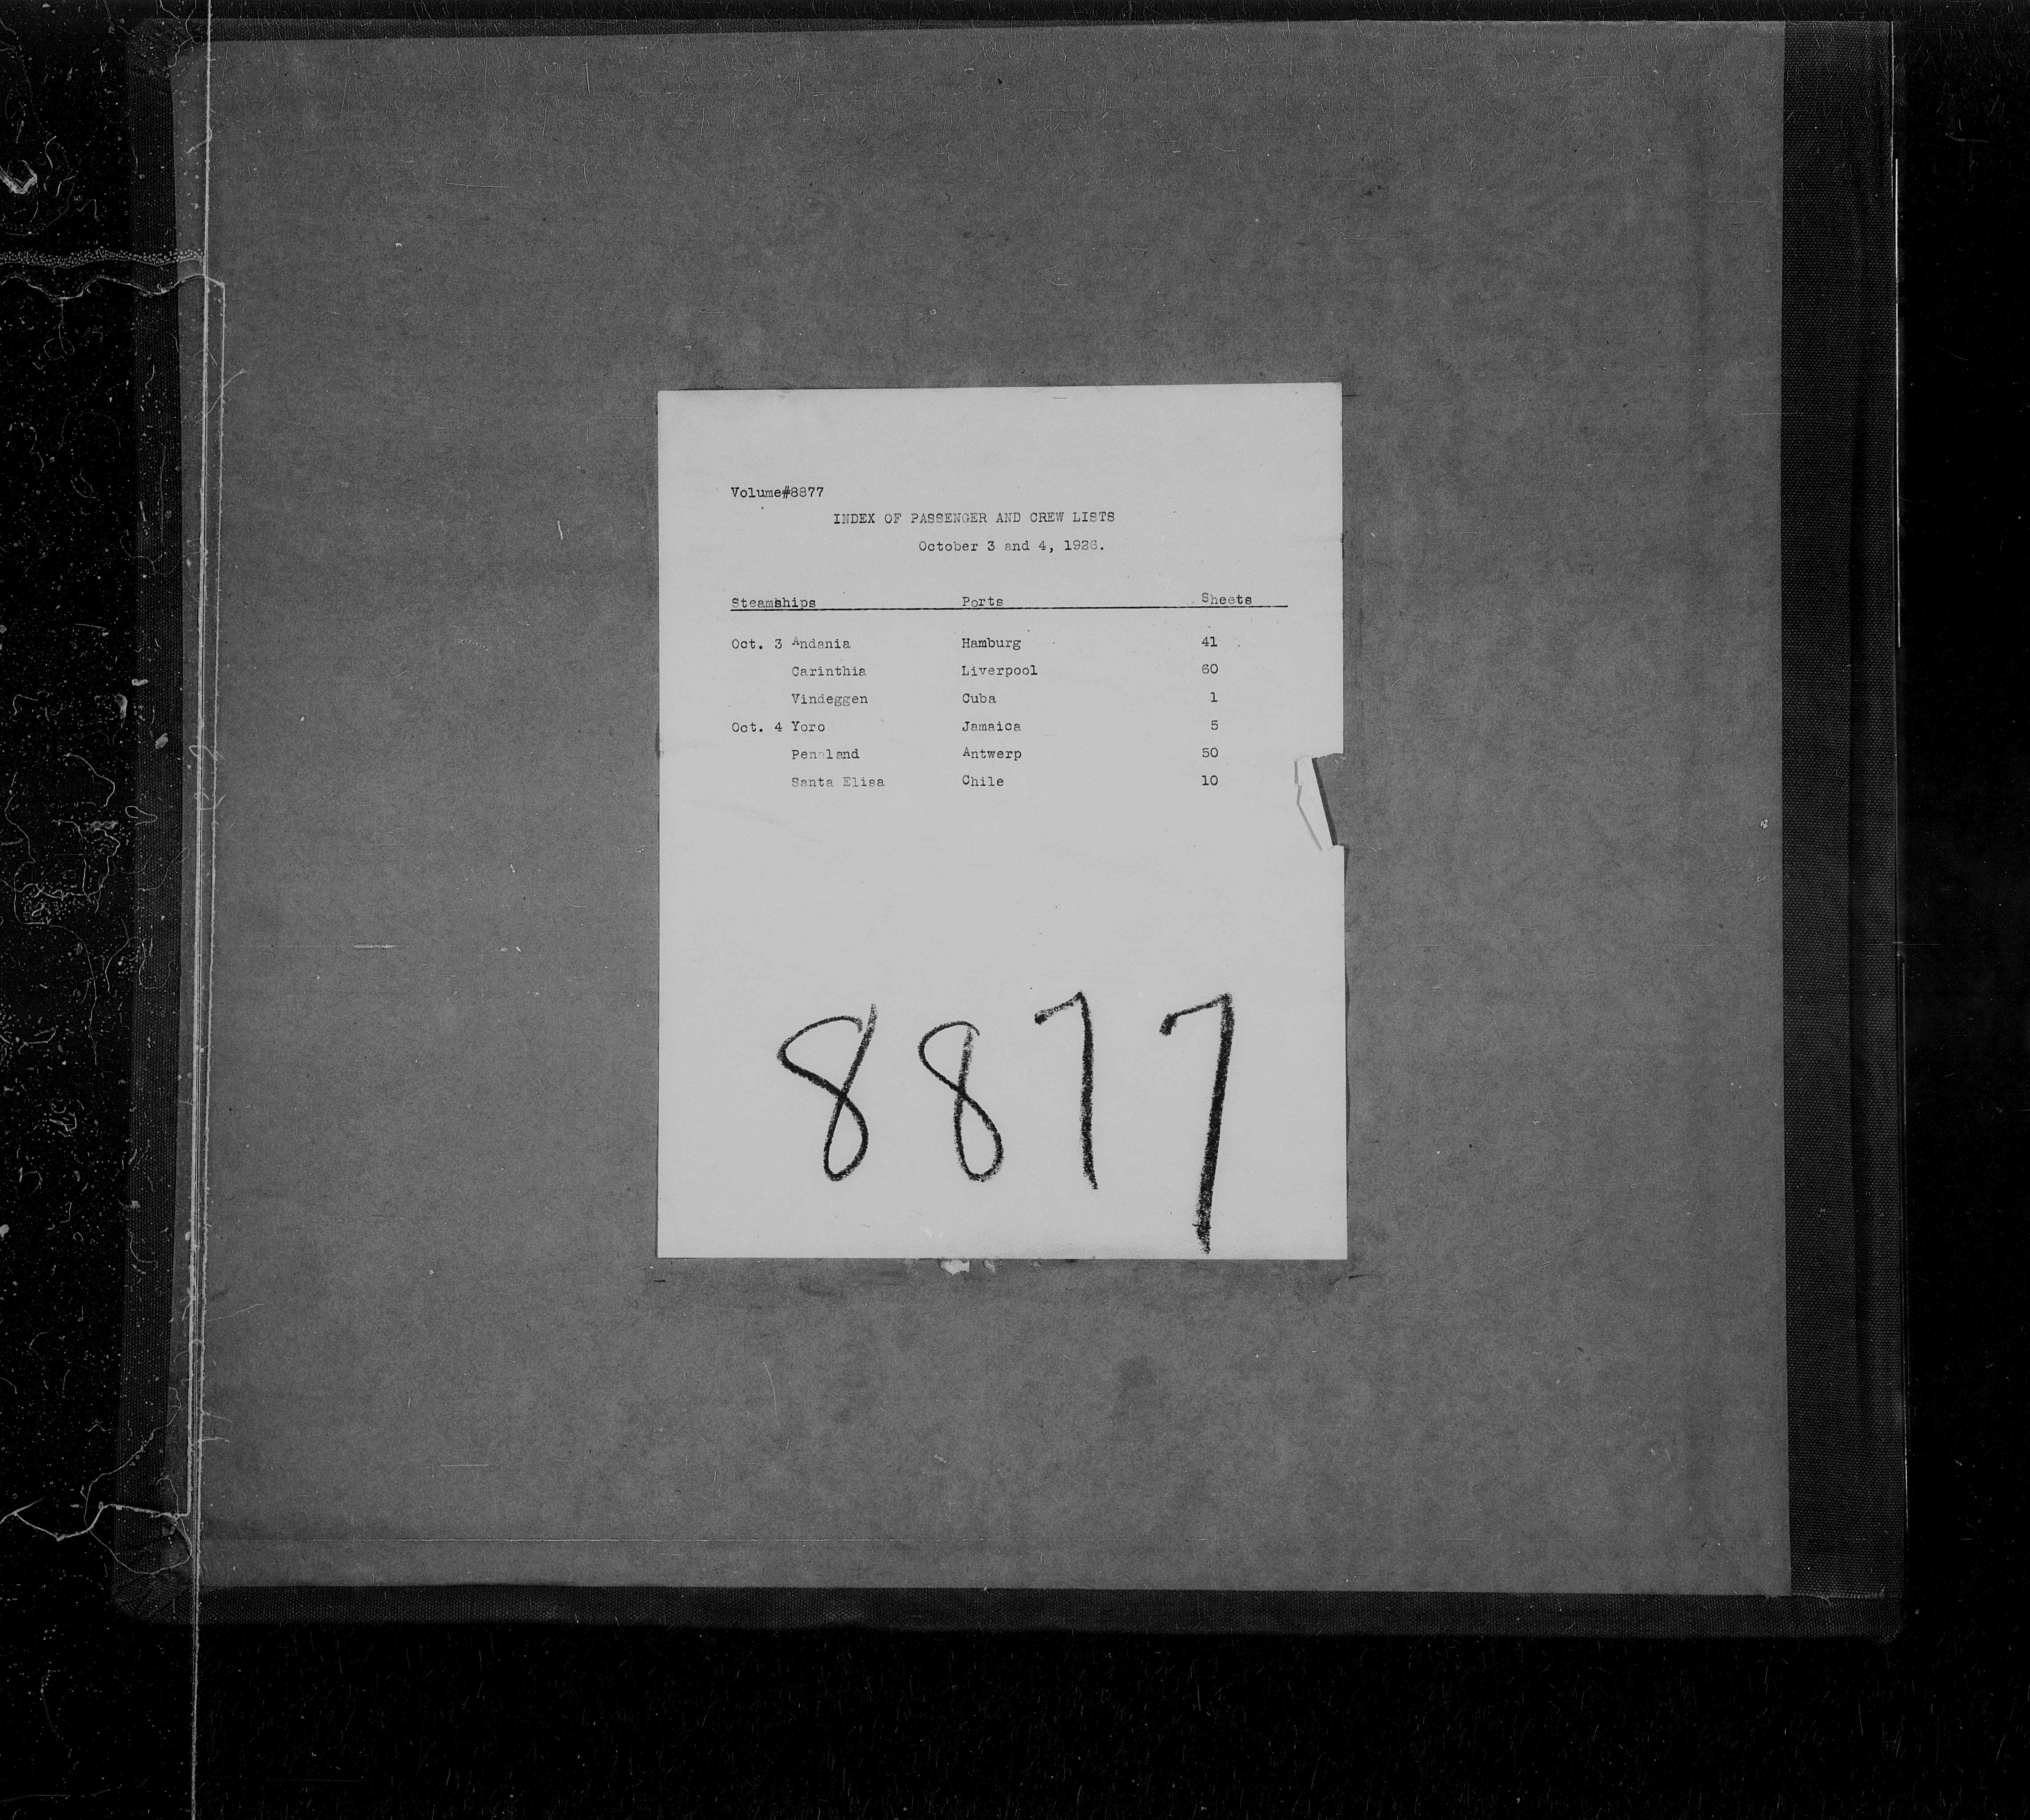 Volume#8877
INDEX OF PASSENGER AND CREW LISTS
October 3 and 4, 1926.
Steamships Ports Sheets
Oct. 3 Andania Hamburg 41
Carinthia Liverpool 60
Vindeggen Cuba 1
Oct. 4 Yoro Jamaica 5
Pennland Antwerp 50
Santa Elisa Chile 10
8877